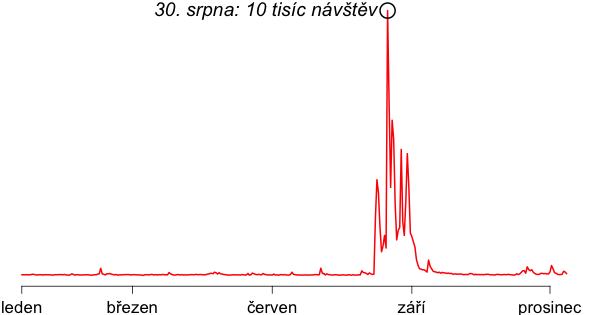 30. srpna: 10 tisíc návštěv
leden březen červen září prosinec